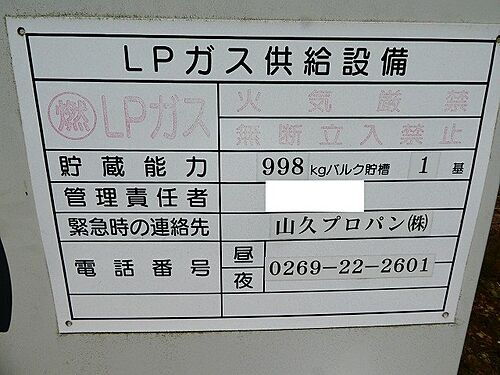 LPガス供給設備
燃 LPガス
火気厳禁
無断立入禁止
貯蔵能力 998 kgバルク貯槽 1 基
管理責任者
緊急時の連絡先 山久プロパン㈱
電話番号 昼夜 0269-22-2601